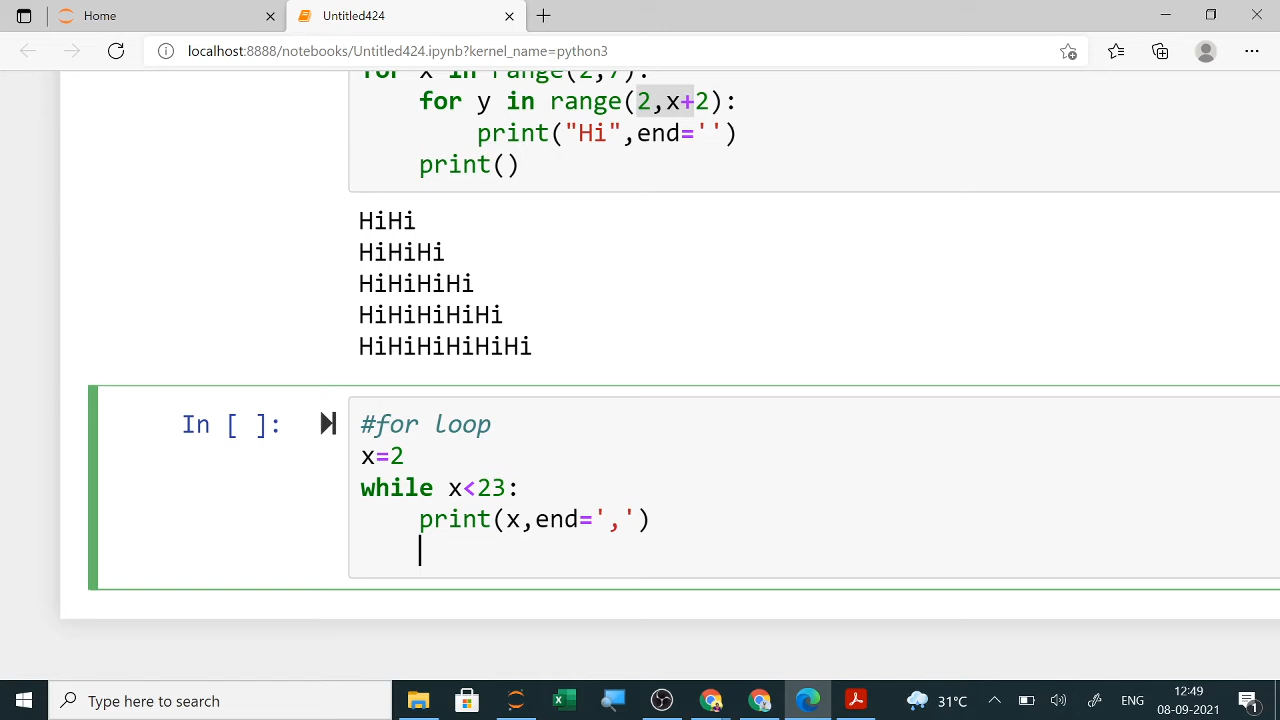 Home
Untitled424
localhost:8888/notebooks/Untitled424.ipynb?kernel_name=python3
for x in range(2,7):
for y in range(2,x+2):
print("Hi",end='')
print()
HiHi
HiHiHi
HiHiHiHi
HiHiHiHiHi
HiHiHiHiHiHi
In [ ]:
#for loop
x=2
while x<23:
print(x,end=',')
Type here to search
31°C
ENG
12:49
08-09-2021
1